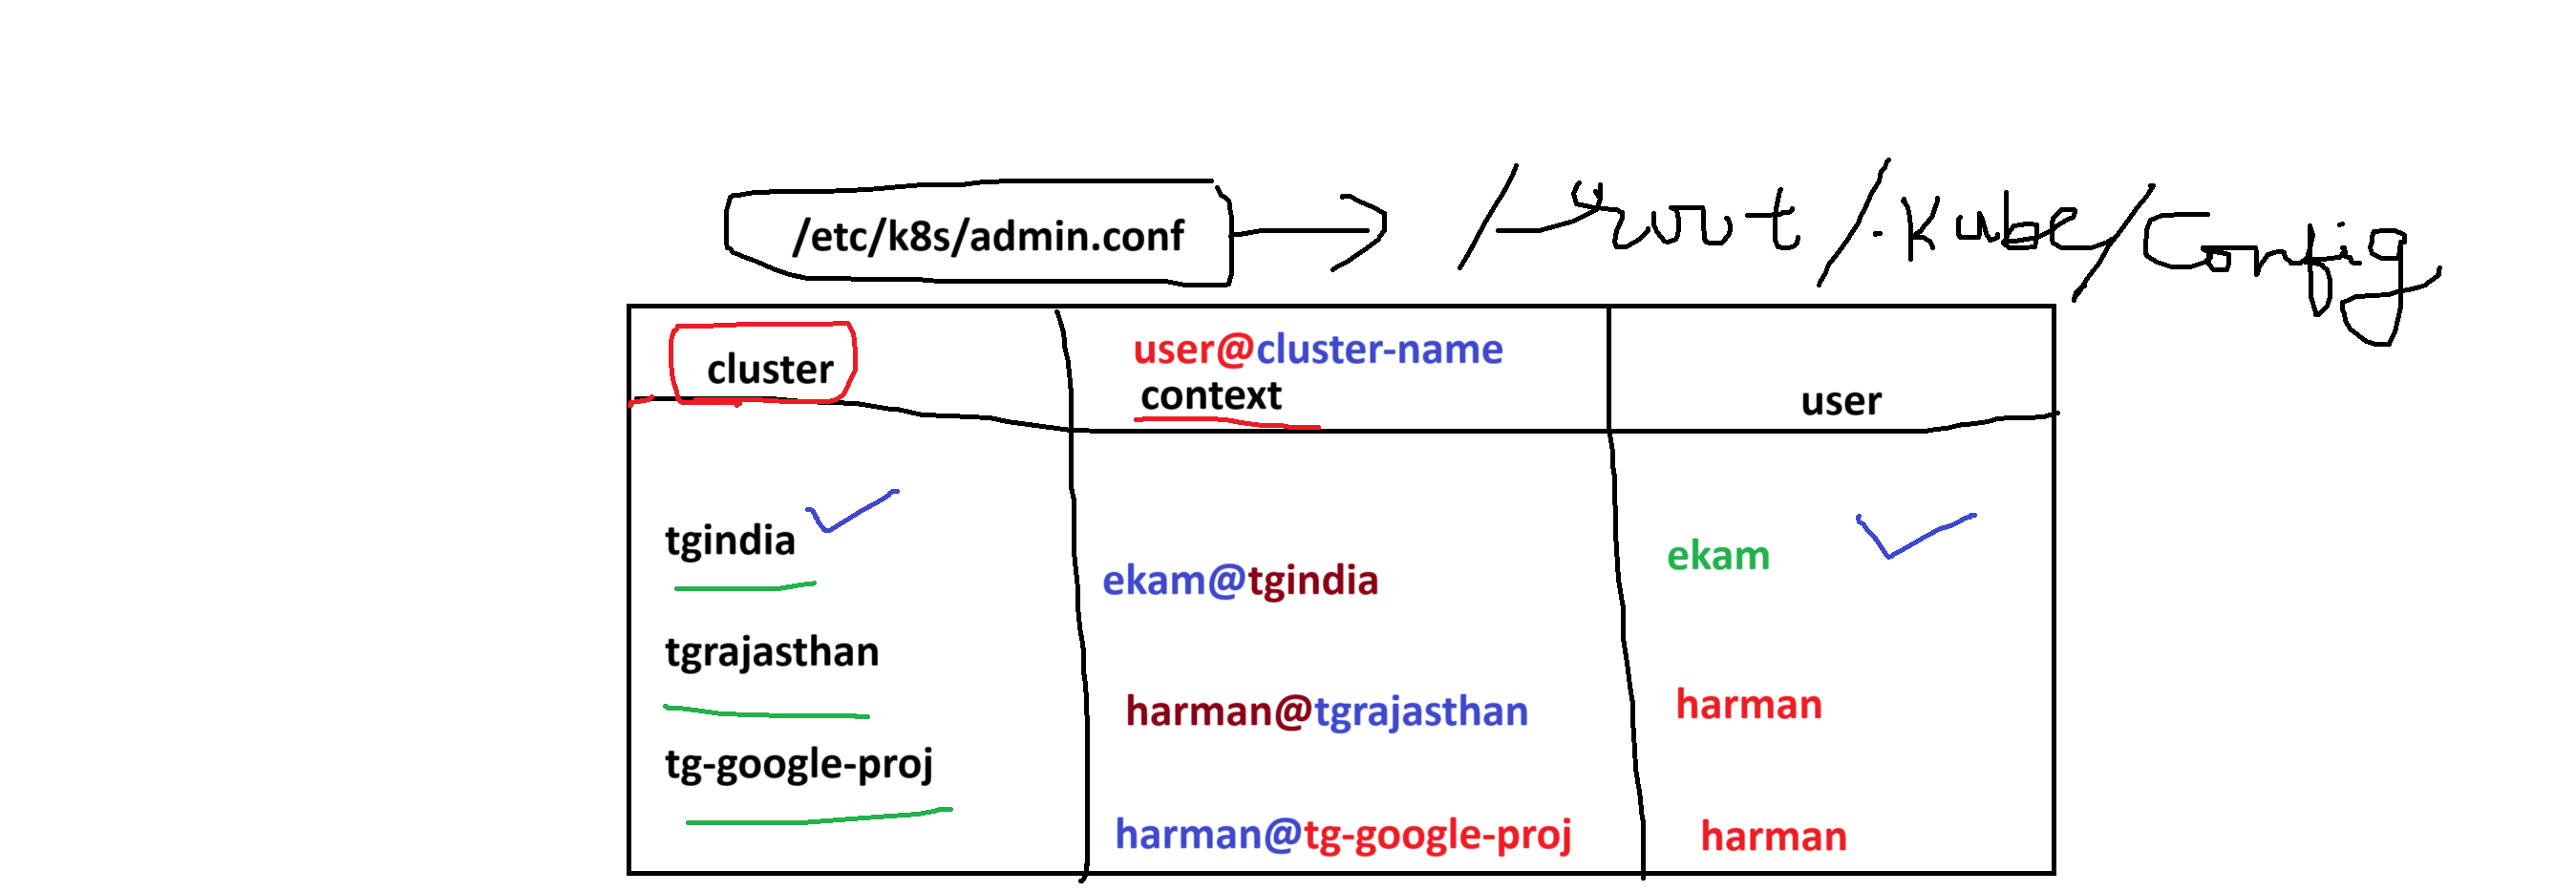 /etc/k8s/admin.conf /root/.Kube/Config
cluster user@cluster-name
context user
tgindia ekam@tgindia ekam
tgrajasthan harman@tgrajasthan harman
tg-google-proj harman@tg-google-proj harman